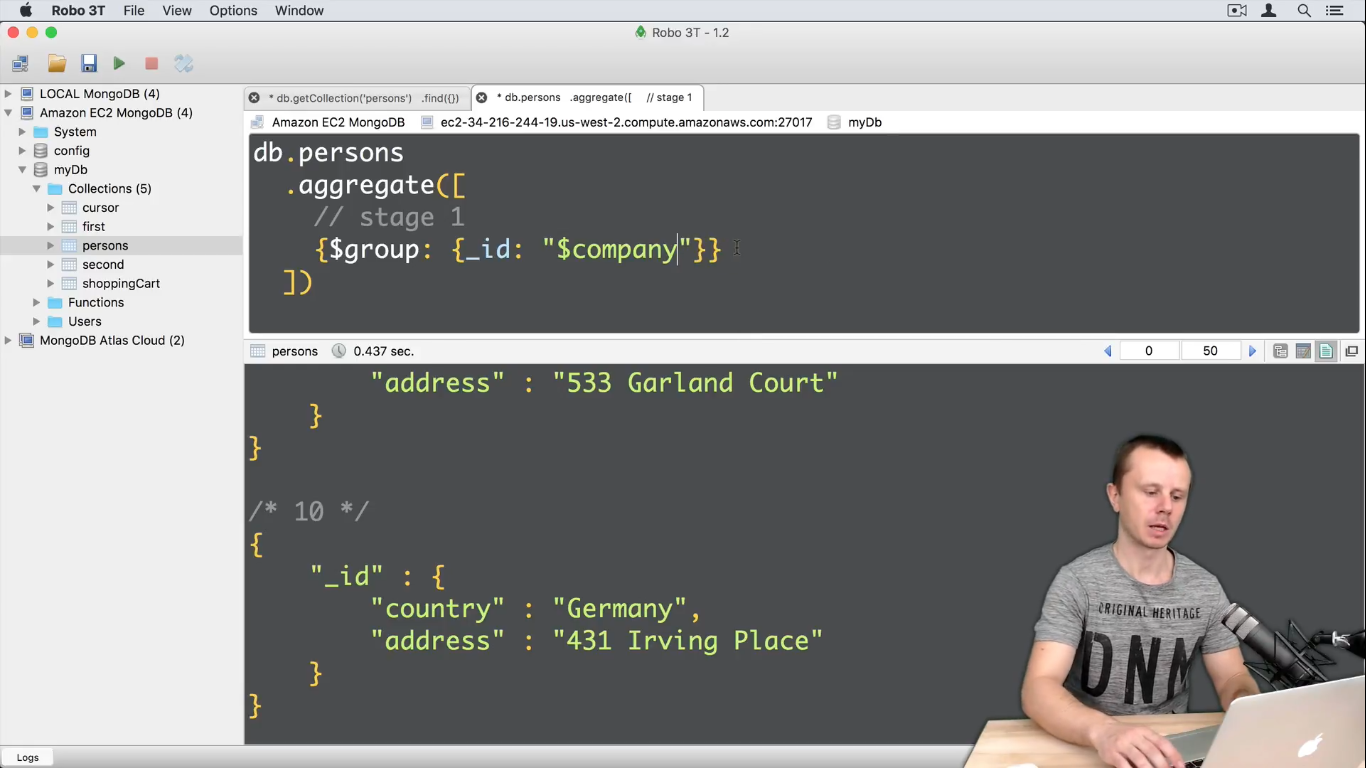 Robo 3T File View Options Window
Robo 3T - 1.2
LOCAL MongoDB (4)
Amazon EC2 MongoDB (4)
System
config
myDb
Collections (5)
cursor
first
persons
second
shoppingCart
Functions
Users
MongoDB Atlas Cloud (2)
* db.getCollection('persons') .find({}) * db.persons .aggregate([ // stage 1
Amazon EC2 MongoDB ec2-34-216-244-19.us-west-2.compute.amazonaws.com:27017 myDb
db.persons
.aggregate([
// stage 1
{$group: {_id: "$company"}}
])
persons 0.437 sec. 0 50
"address" : "533 Garland Court"
}
}
/* 10 */
{
"_id" : {
"country" : "Germany",
"address" : "431 Irving Place"
}
}
ORIGINAL HERITAGE
DNM
Logs